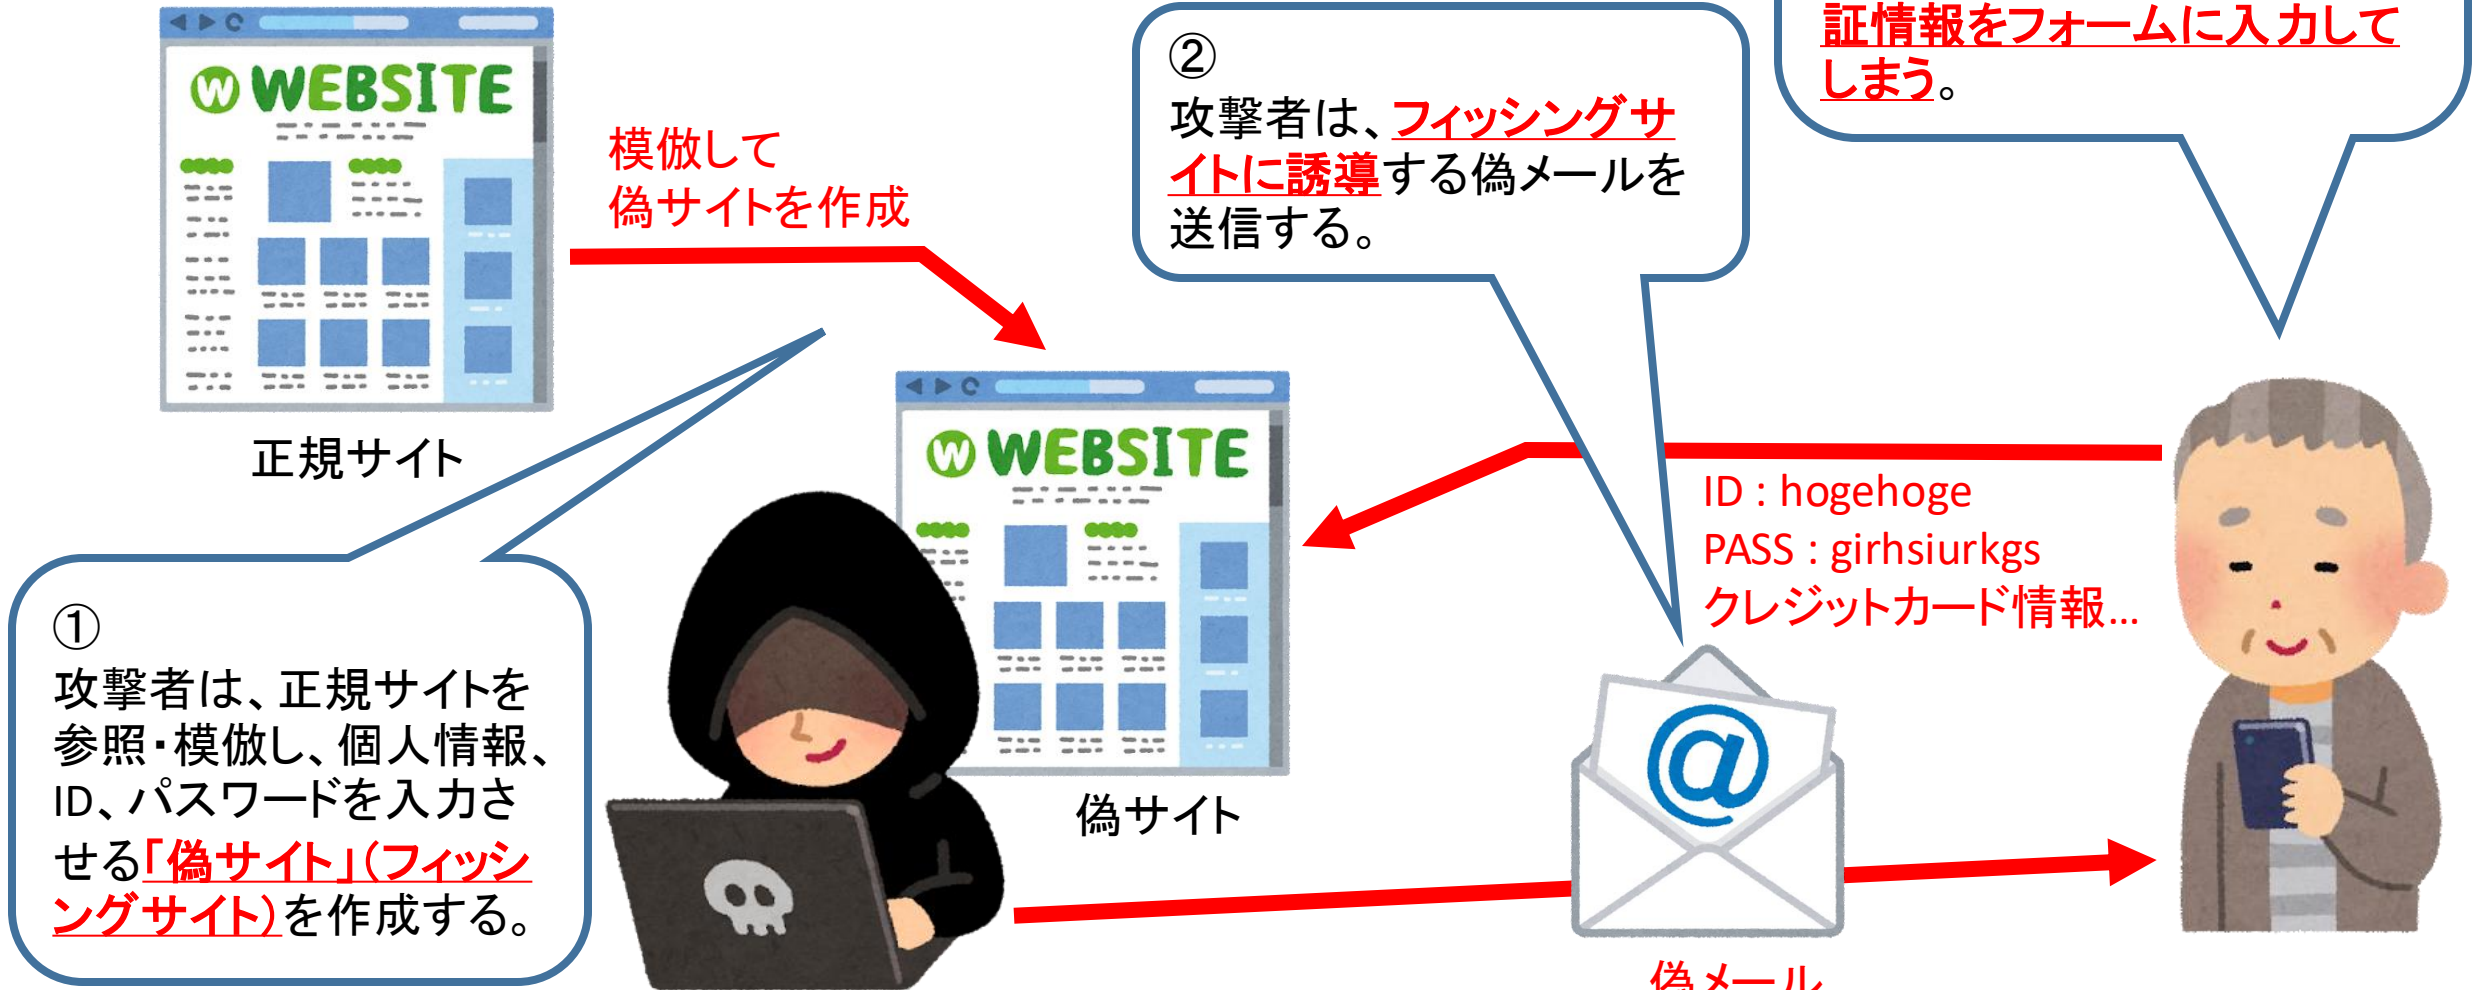 WEBSITE
正規サイト
模倣して
偽サイトを作成
①
攻撃者は、正規サイトを
参照・模倣し、個人情報、
ID、パスワードを入力さ
せる「偽サイト」(フィッシ
ングサイト)を作成する。
②
攻撃者は、フィッシングサ
イトに誘導する偽メールを
送信する。
証情報をフォームに入力して
しまう。
WEBSITE
偽サイト
ID : hogehoge
PASS : girhsiurkgs
クレジットカード情報...
@
偽メール